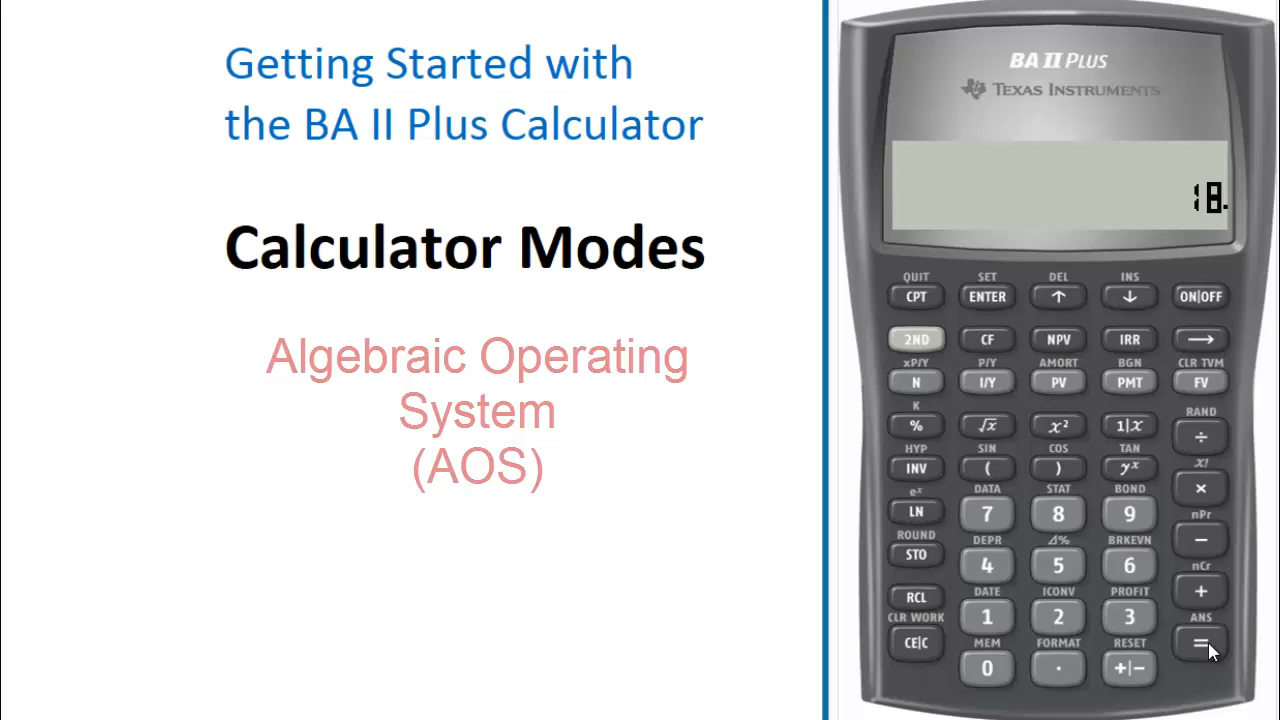 Getting Started with
the BA II Plus Calculator
Calculator Modes
Algebraic Operating
System
(AOS)
BA II PLUS
TEXAS INSTRUMENTS
18.
QUIT SET DEL INS
CPT ENTER ↑ ↓ ON|OFF
2ND CF NPV IRR →
xP/Y P/Y AMORT BGN CLR TVM
N I/Y PV PMT FV
K RAND
% √x x² 1|x ÷
HYP SIN COS TAN x!
INV ( ) yˣ ×
eˣ DATA STAT BOND nPr
LN 7 8 9 −
ROUND DEPR Δ% BRKEVN nCr
STO 4 5 6 +
DATE ICONV PROFIT
RCL 1 2 3
CLR WORK ANS
CE|C =
MEM FORMAT RESET
0 . +|−